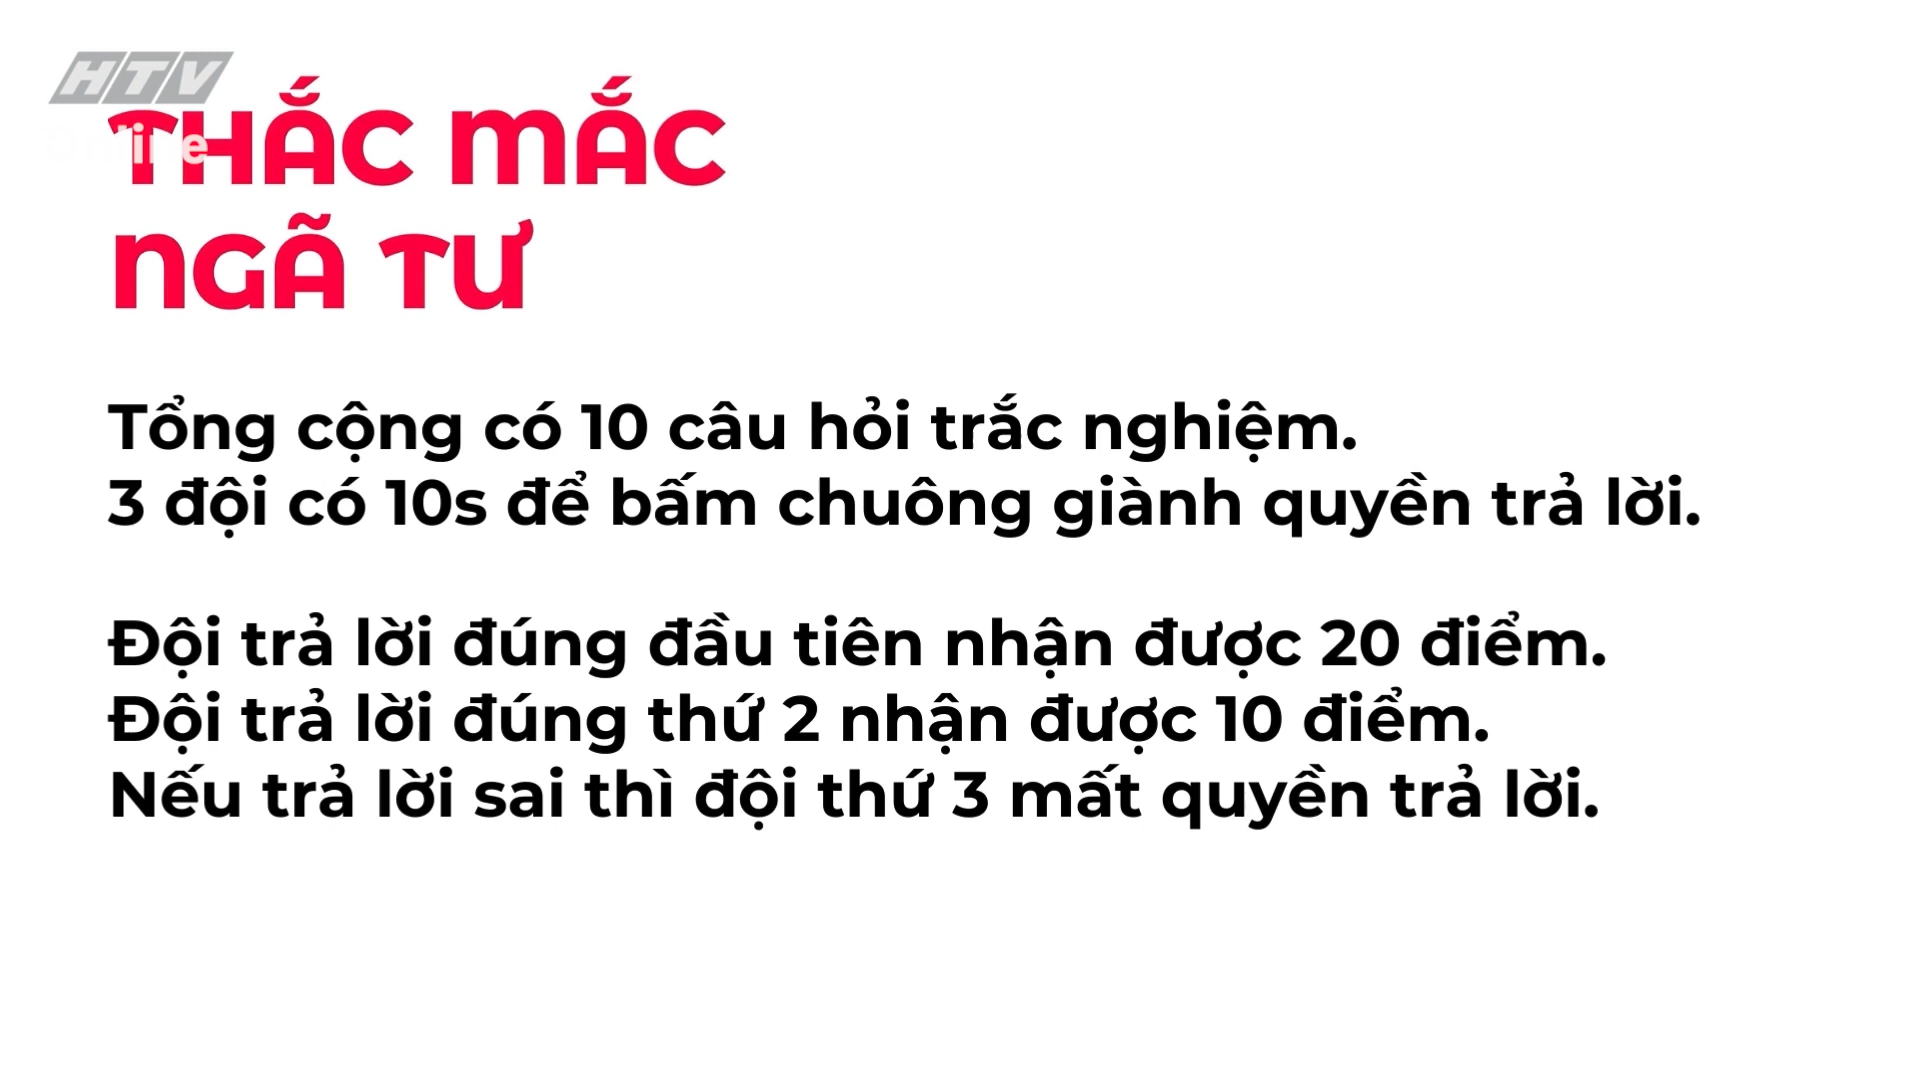 HTV
Online
THẮC MẮC
NGÃ TƯ
Tổng cộng có 10 câu hỏi trắc nghiệm.
3 đội có 10s để bấm chuông giành quyền trả lời.
Đội trả lời đúng đầu tiên nhận được 20 điểm.
Đội trả lời đúng thứ 2 nhận được 10 điểm.
Nếu trả lời sai thì đội thứ 3 mất quyền trả lời.